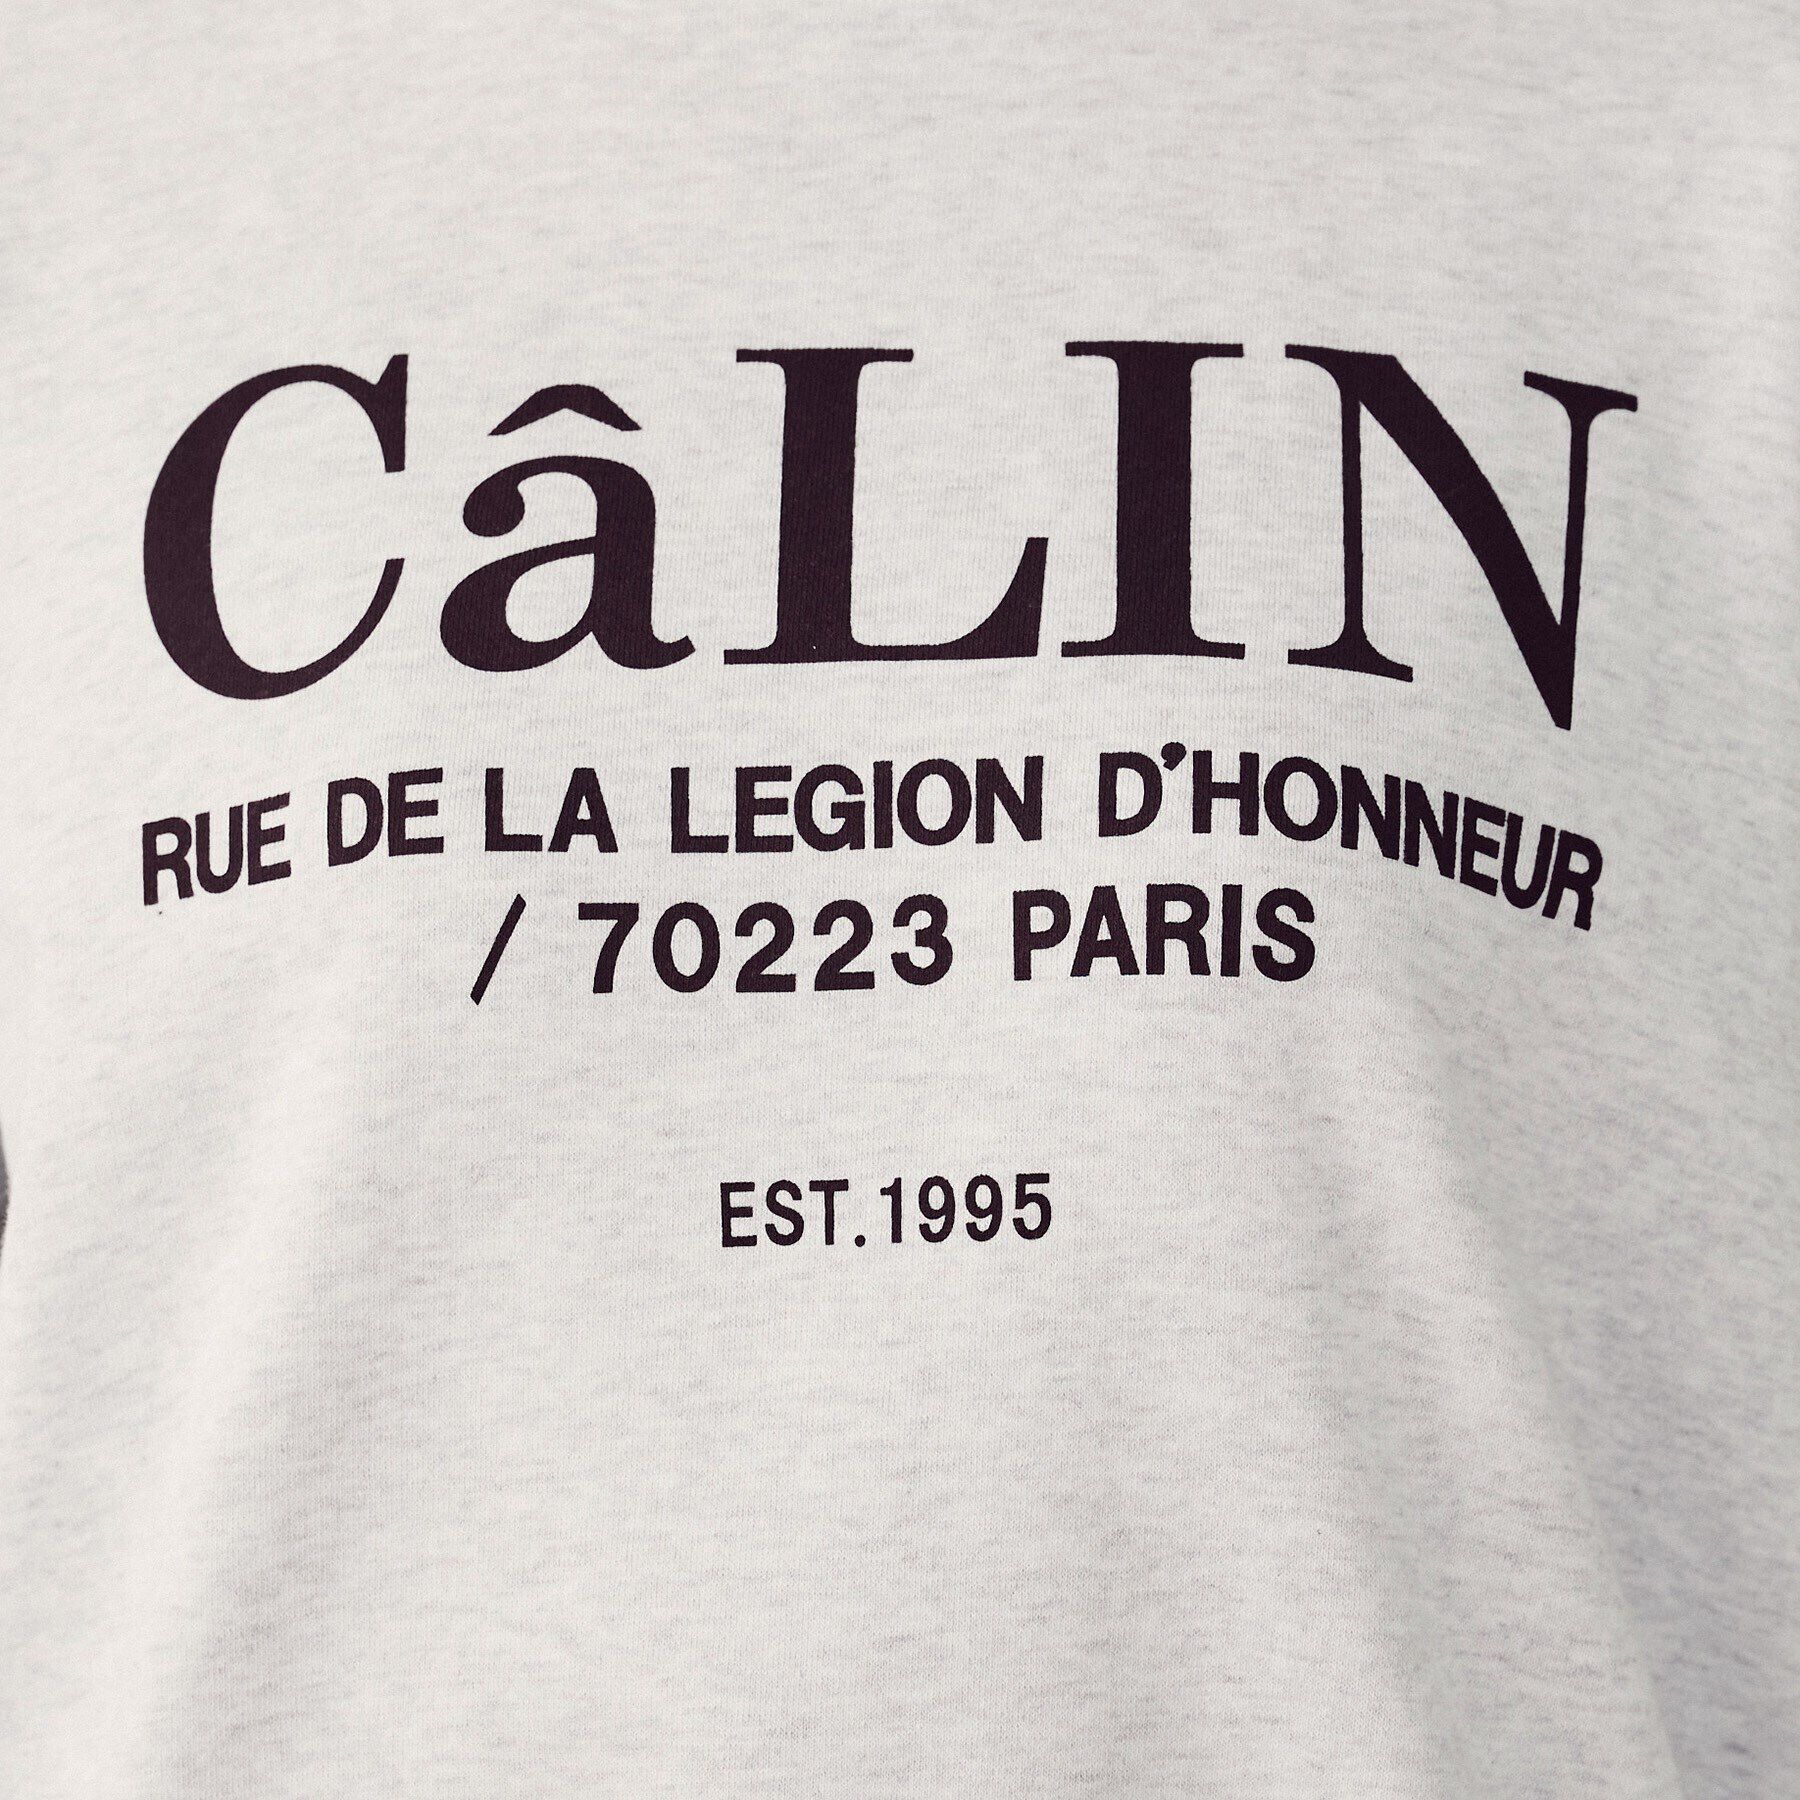 CâLIN
RUE DE LA LEGION D'HONNEUR
/ 70223 PARIS
EST.1995